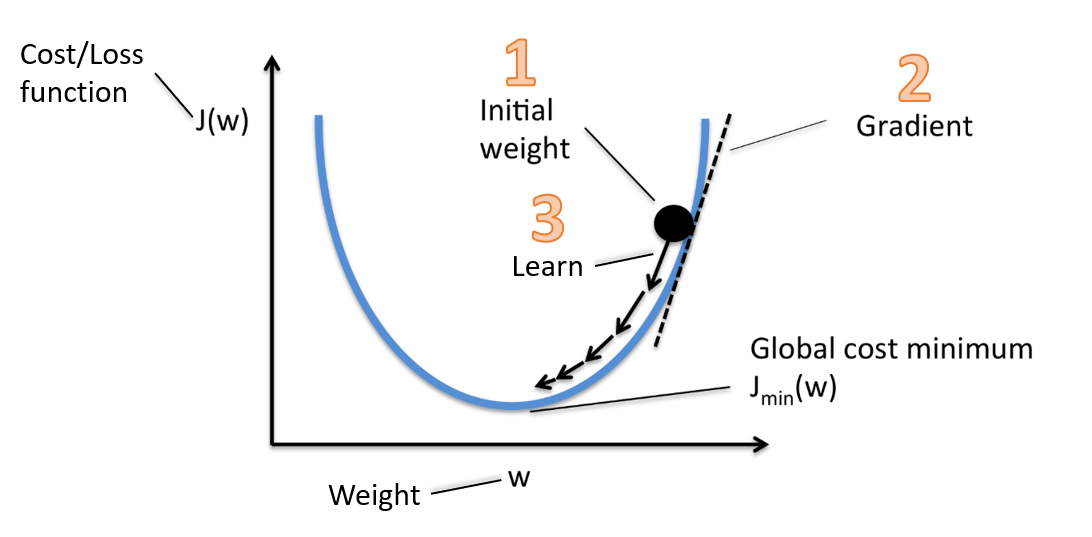 Cost/Loss
function
J(w)
1
Initial
weight
2
Gradient
3
Learn
Global cost minimum
Jmin(w)
w
Weight